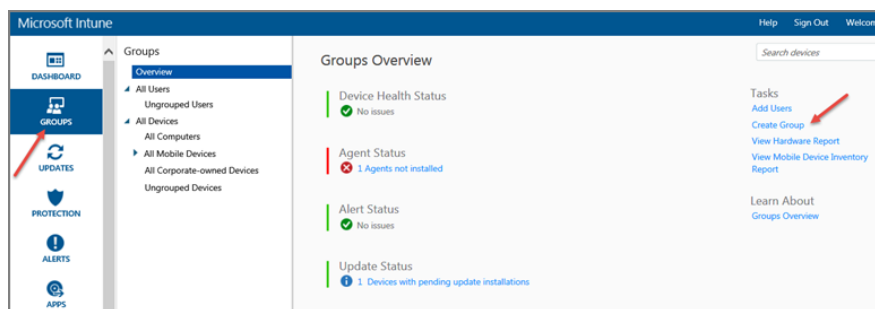 Microsoft Intune
Help Sign Out
DASHBOARD
GROUPS
UPDATES
PROTECTION
ALERTS
APPS
Groups
Overview
All Users
Ungrouped Users
All Devices
All Computers
All Mobile Devices
All Corporate-owned Devices
Ungrouped Devices
Groups Overview
Device Health Status
No issues
Agent Status
1 Agents not installed
Alert Status
No issues
Update Status
1 Devices with pending update installations
Search devices
Tasks
Add Users
Create Group
View Hardware Report
View Mobile Device Inventory
Report
Learn About
Groups Overview